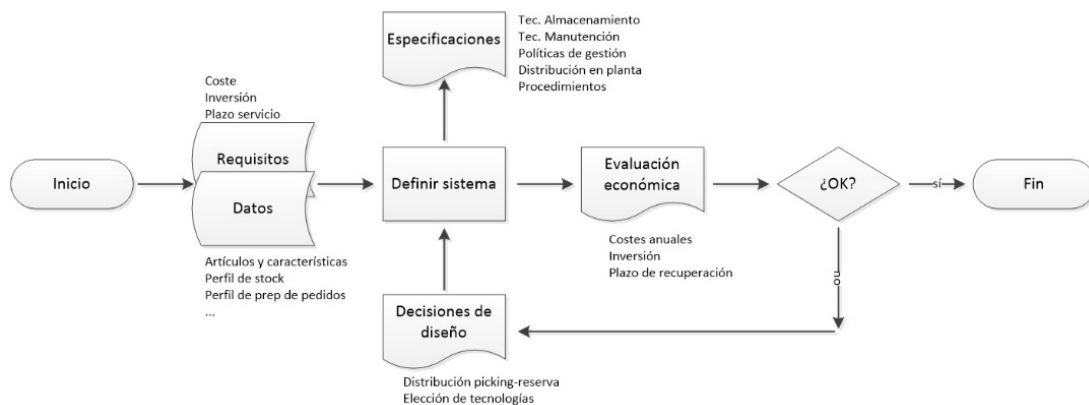 Especificaciones
Tec. Almacenamiento
Tec. Manutención
Políticas de gestión
Distribución en planta
Procedimientos
Coste
Inversión
Plazo servicio
Inicio
Requisitos
Datos
Artículos y características
Perfil de stock
Perfil de prep de pedidos
...
Definir sistema
Evaluación
económica
Costes anuales
Inversión
Plazo de recuperación
¿OK?
sí
Fin
no
Decisiones de
diseño
Distribución picking-reserva
Elección de tecnologías